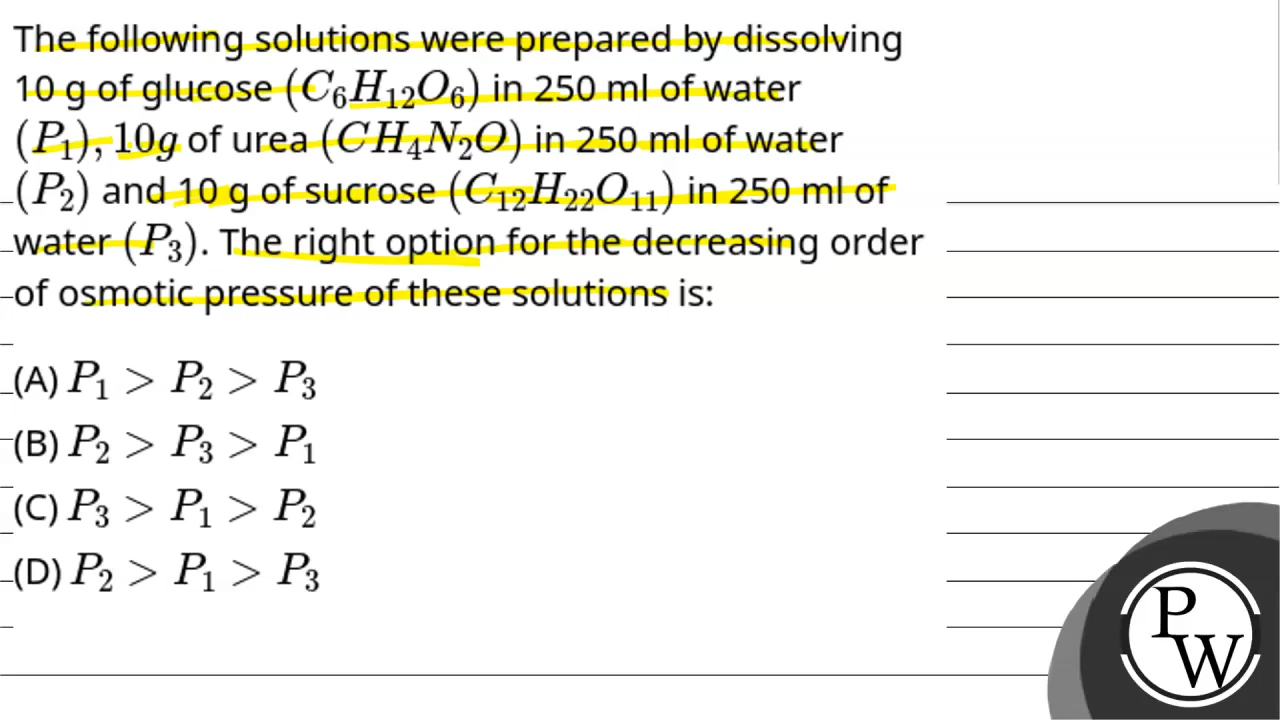 The following solutions were prepared by dissolving
10 g of glucose (C₆H₁₂O₆) in 250 ml of water
(P₁), 10g of urea (CH₄N₂O) in 250 ml of water
(P₂) and 10 g of sucrose (C₁₂H₂₂O₁₁) in 250 ml of
water (P₃). The right option for the decreasing order
of osmotic pressure of these solutions is:
(A) P₁ > P₂ > P₃
(B) P₂ > P₃ > P₁
(C) P₃ > P₁ > P₂
(D) P₂ > P₁ > P₃
P
W